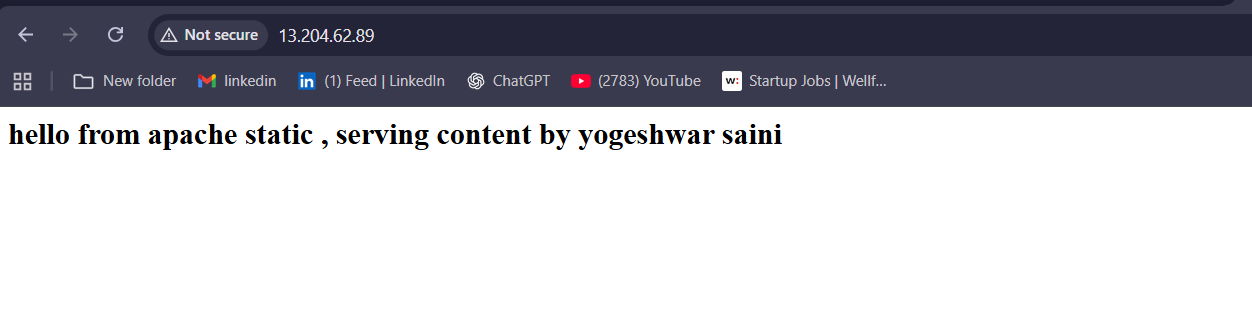 Not secure 13.204.62.89
New folder linkedin (1) Feed | LinkedIn ChatGPT (2783) YouTube w: Startup Jobs | Wellf...
hello from apache static , serving content by yogeshwar saini